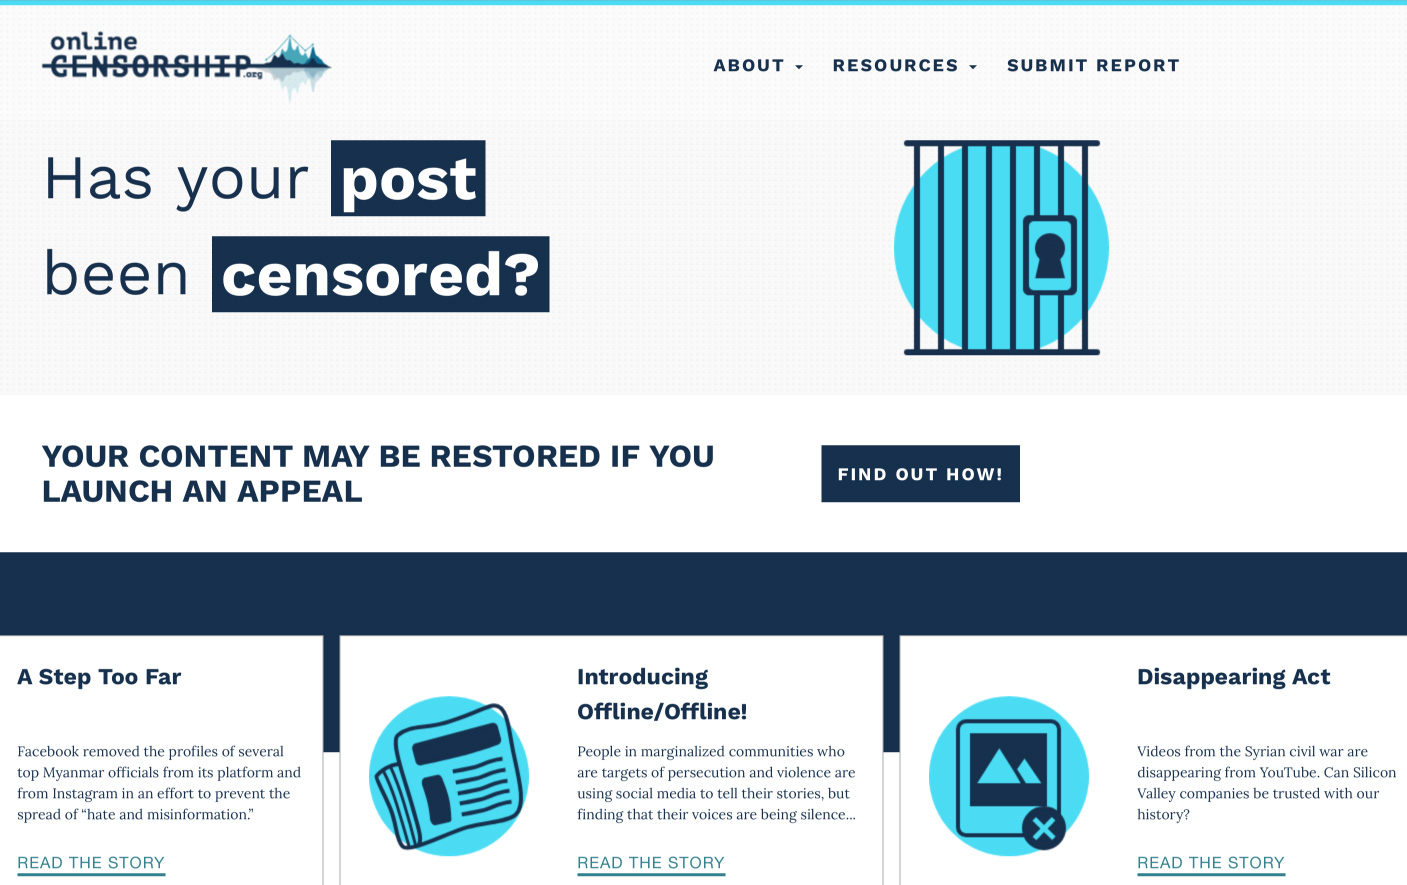 online
CENSORSHIP.org
ABOUT
RESOURCES
SUBMIT REPORT
Has your post
been censored?
YOUR CONTENT MAY BE RESTORED IF YOU
LAUNCH AN APPEAL
FIND OUT HOW!
A Step Too Far
Facebook removed the profiles of several
top Myanmar officials from its platform and
from Instagram in an effort to prevent the
spread of “hate and misinformation.”
READ THE STORY
Introducing
Offline/Offline!
People in marginalized communities who
are targets of persecution and violence are
using social media to tell their stories, but
finding that their voices are being silence...
READ THE STORY
Disappearing Act
Videos from the Syrian civil war are
disappearing from YouTube. Can Silicon
Valley companies be trusted with our
history?
READ THE STORY